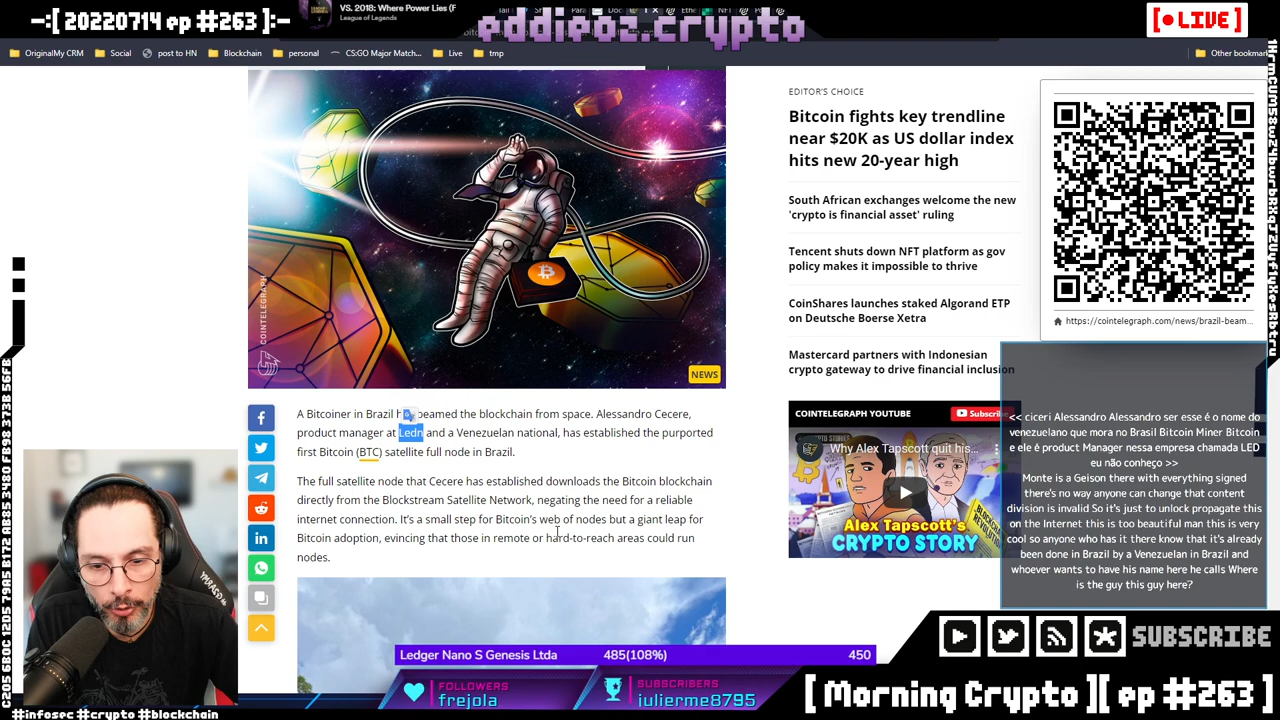 -:[ 20220714 ep #263 ]:-
VS. 2018: Where Power Lies (F
League of Legends
eddieoz.crypto
[ • LIVE ]
OriginalMy CRM
Social
post to HN
Blockchain
personal
CS:GO Major Match...
Live
tmp
Other bookmar
COINTELEGRAPH
NEWS
A Bitcoiner in Brazil has beamed the blockchain from space. Alessandro Cecere,
product manager at Ledn and a Venezuelan national, has established the purported
first Bitcoin (BTC) satellite full node in Brazil.
The full satellite node that Cecere has established downloads the Bitcoin blockchain
directly from the Blockstream Satellite Network, negating the need for a reliable
internet connection. It's a small step for Bitcoin's web of nodes but a giant leap for
Bitcoin adoption, evincing that those in remote or hard-to-reach areas could run
nodes.
EDITOR'S CHOICE
Bitcoin fights key trendline
near $20K as US dollar index
hits new 20-year high
South African exchanges welcome the new
'crypto is financial asset' ruling
Tencent shuts down NFT platform as gov
policy makes it impossible to thrive
CoinShares launches staked Algorand ETP
on Deutsche Boerse Xetra
Mastercard partners with Indonesian
crypto gateway to drive financial inclusion
COINTELEGRAPH YOUTUBE
Subscribe
Why Alex Tapscott quit his...
ALEX TAPSCOTT'S
CRYPTO STORY
https://cointelegraph.com/news/brazil-beam...
<< ciceri Alessandro Alessandro ser esse é o nome do
venezuelano que mora no Brasil Bitcoin Miner Bitcoin
e ele é product Manager nessa empresa chamada LED
eu não conheço >>
Monte is a Geison there with everything signed
there's no way anyone can change that content
division is invalid So it's just to unlock propagate this
on the Internet this is too beautiful man this is very
cool so anyone who has it there know that it's already
been done in Brazil by a Venezuelan in Brazil and
whoever wants to have his name here he calls Where
is the guy this guy here?
Ledger Nano S Genesis Ltda
485(108%)
450
FOLLOWERS
frejola
SUBSCRIBERS
julierme8795
SUBSCRIBE
[ Morning Crypto ][ ep #263 ]
#infosec #crypto #blockchain